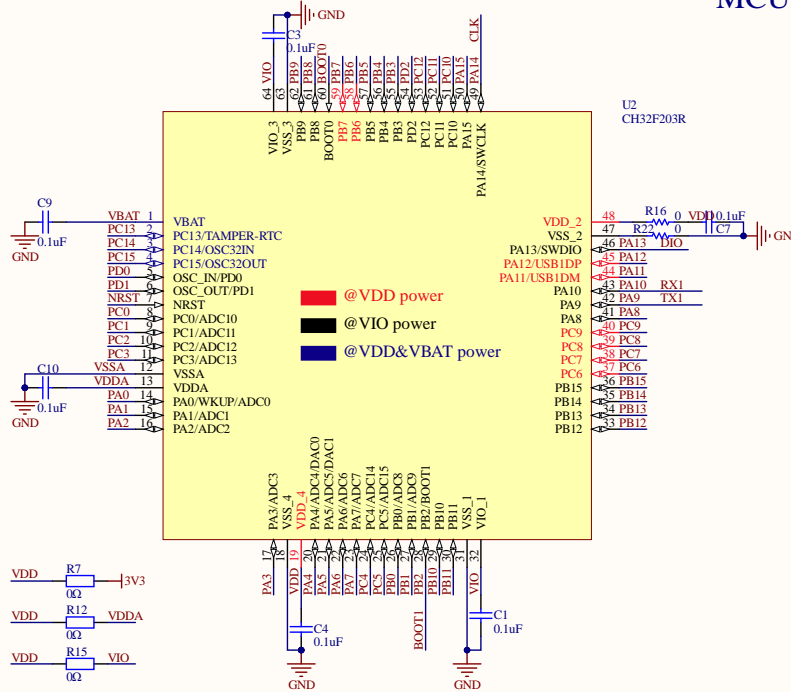 MCU
GND
C3
0.1uF
CLK
VIO
PB9
PB8
BOOT0
PB7
PB6
PB5
PB4
PB3
PD2
PC12
PC11
PC10
PA15
PA14
64
63
62
61
60
59
58
57
56
55
54
53
52
51
50
49
VIO_3
VSS_3
PB9
PB8
BOOT0
PB7
PB6
PB5
PB4
PB3
PD2
PC12
PC11
PC10
PA15
PA14/SWCLK
U2
CH32F203R
C9
0.1uF
GND
VBAT 1 VBAT
PC13 2 PC13/TAMPER-RTC
PC14 3 PC14/OSC32IN
PC15 4 PC15/OSC32OUT
PD0 5 OSC_IN/PD0
PD1 6 OSC_OUT/PD1
NRST 7 NRST
PC0 8 PC0/ADC10
PC1 9 PC1/ADC11
PC2 10 PC2/ADC12
PC3 11 PC3/ADC13
VSSA 12 VSSA
VDDA 13 VDDA
PA0 14 PA0/WKUP/ADC0
PA1 15 PA1/ADC1
PA2 16 PA2/ADC2
C10
0.1uF
GND
@VDD power
@VIO power
@VDD&VBAT power
VDD_2 48
VSS_2 47
PA13/SWDIO 46 PA13 DIO
PA12/USB1DP 45 PA12
PA11/USB1DM 44 PA11
PA10 43 PA10 RX1
PA9 42 PA9 TX1
PA8 41 PA8
PC9 40 PC9
PC8 39 PC8
PC7 38 PC7
PC6 37 PC6
PB15 36 PB15
PB14 35 PB14
PB13 34 PB13
PB12 33 PB12
R16 0 VDD 0.1uF
R22 0 C7
GN
PA3/ADC3
VSS_4
VDD_4
PA4/ADC4/DAC0
PA5/ADC5/DAC1
PA6/ADC6
PA7/ADC7
PC4/ADC14
PC5/ADC15
PB0/ADC8
PB1/ADC9
PB2/BOOT1
PB10
PB11
VSS_1
VIO_1
17
18
19
20
21
22
23
24
25
26
27
28
29
30
31
32
PA3
VDD
PA4
PA5
PA6
PA7
PC4
PC5
PB0
PB1
PB2
PB10
PB11
VIO
BOOT1
C4
0.1uF
GND
C1
0.1uF
GND
VDD R7 3V3
0Ω
VDD R12 VDDA
0Ω
VDD R15 VIO
0Ω